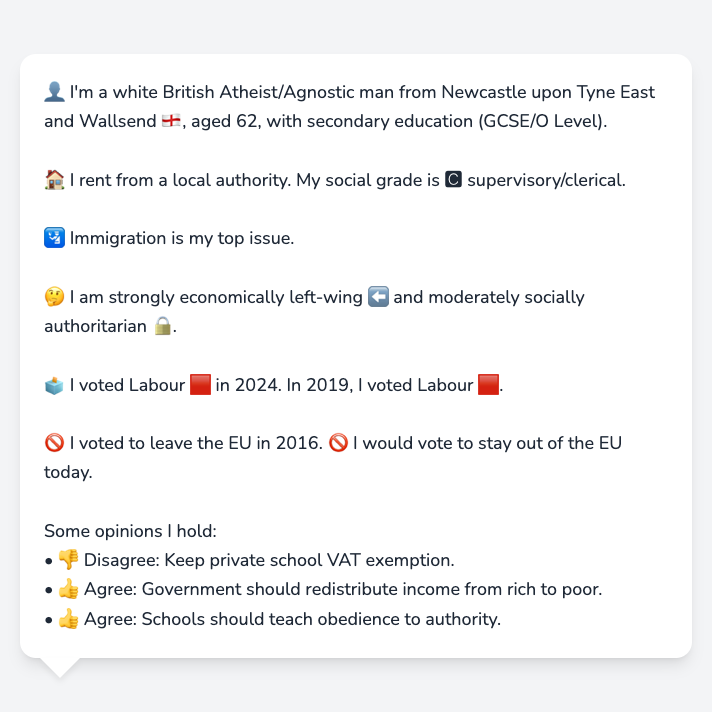 👤 I'm a white British Atheist/Agnostic man from Newcastle upon Tyne East
and Wallsend 🏴󠁧󠁢󠁥󠁮󠁧󠁿, aged 62, with secondary education (GCSE/O Level).
🏠 I rent from a local authority. My social grade is 🅲 supervisory/clerical.
🛂 Immigration is my top issue.
🤔 I am strongly economically left-wing ⬅️ and moderately socially
authoritarian 🔒.
🗳️ I voted Labour 🟥 in 2024. In 2019, I voted Labour 🟥.
🚫 I voted to leave the EU in 2016. 🚫 I would vote to stay out of the EU
today.
Some opinions I hold:
• 👎 Disagree: Keep private school VAT exemption.
• 👍 Agree: Government should redistribute income from rich to poor.
• 👍 Agree: Schools should teach obedience to authority.